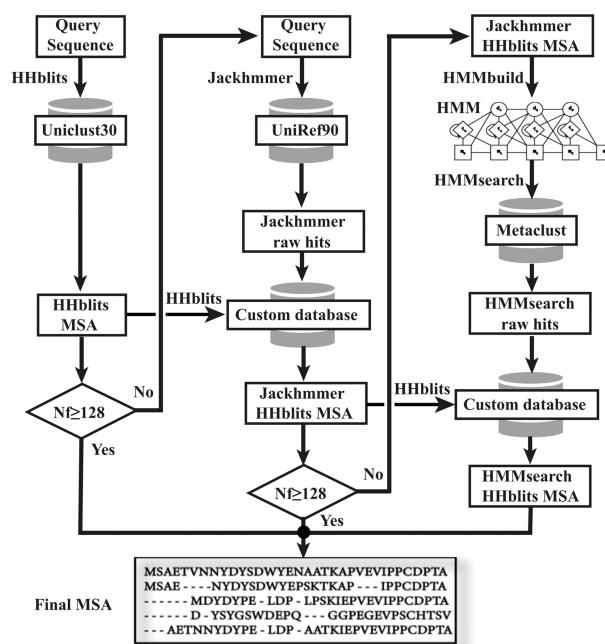 Query
Sequence
HHblits
Uniclust30
HHblits
MSA
Nf≥128
No
Yes
HHblits
Query
Sequence
Jackhmmer
UniRef90
Jackhmmer
raw hits
Custom database
Jackhmmer
HHblits MSA
Nf≥128
No
Yes
HHblits
Jackhmmer
HHblits MSA
HMMbuild
HMM
HMMsearch
Metaclust
HMMsearch
raw hits
Custom database
HMMsearch
HHblits MSA
Final MSA
MSAETVNNYDYSDWYENAATKAPVEVIPPCDPTA
MSAE----NYDYSDWYEPSKTKAP---IPPCDPTA
------MDYDYPE-LDP-LPSKIEPVEVIPPCDPTA
------D-YSYGSWDEPQ---GGPEGEVPSCHTSV
--AETNNYDYPE-LDP-AATKIEPVEVIPPCDPTA